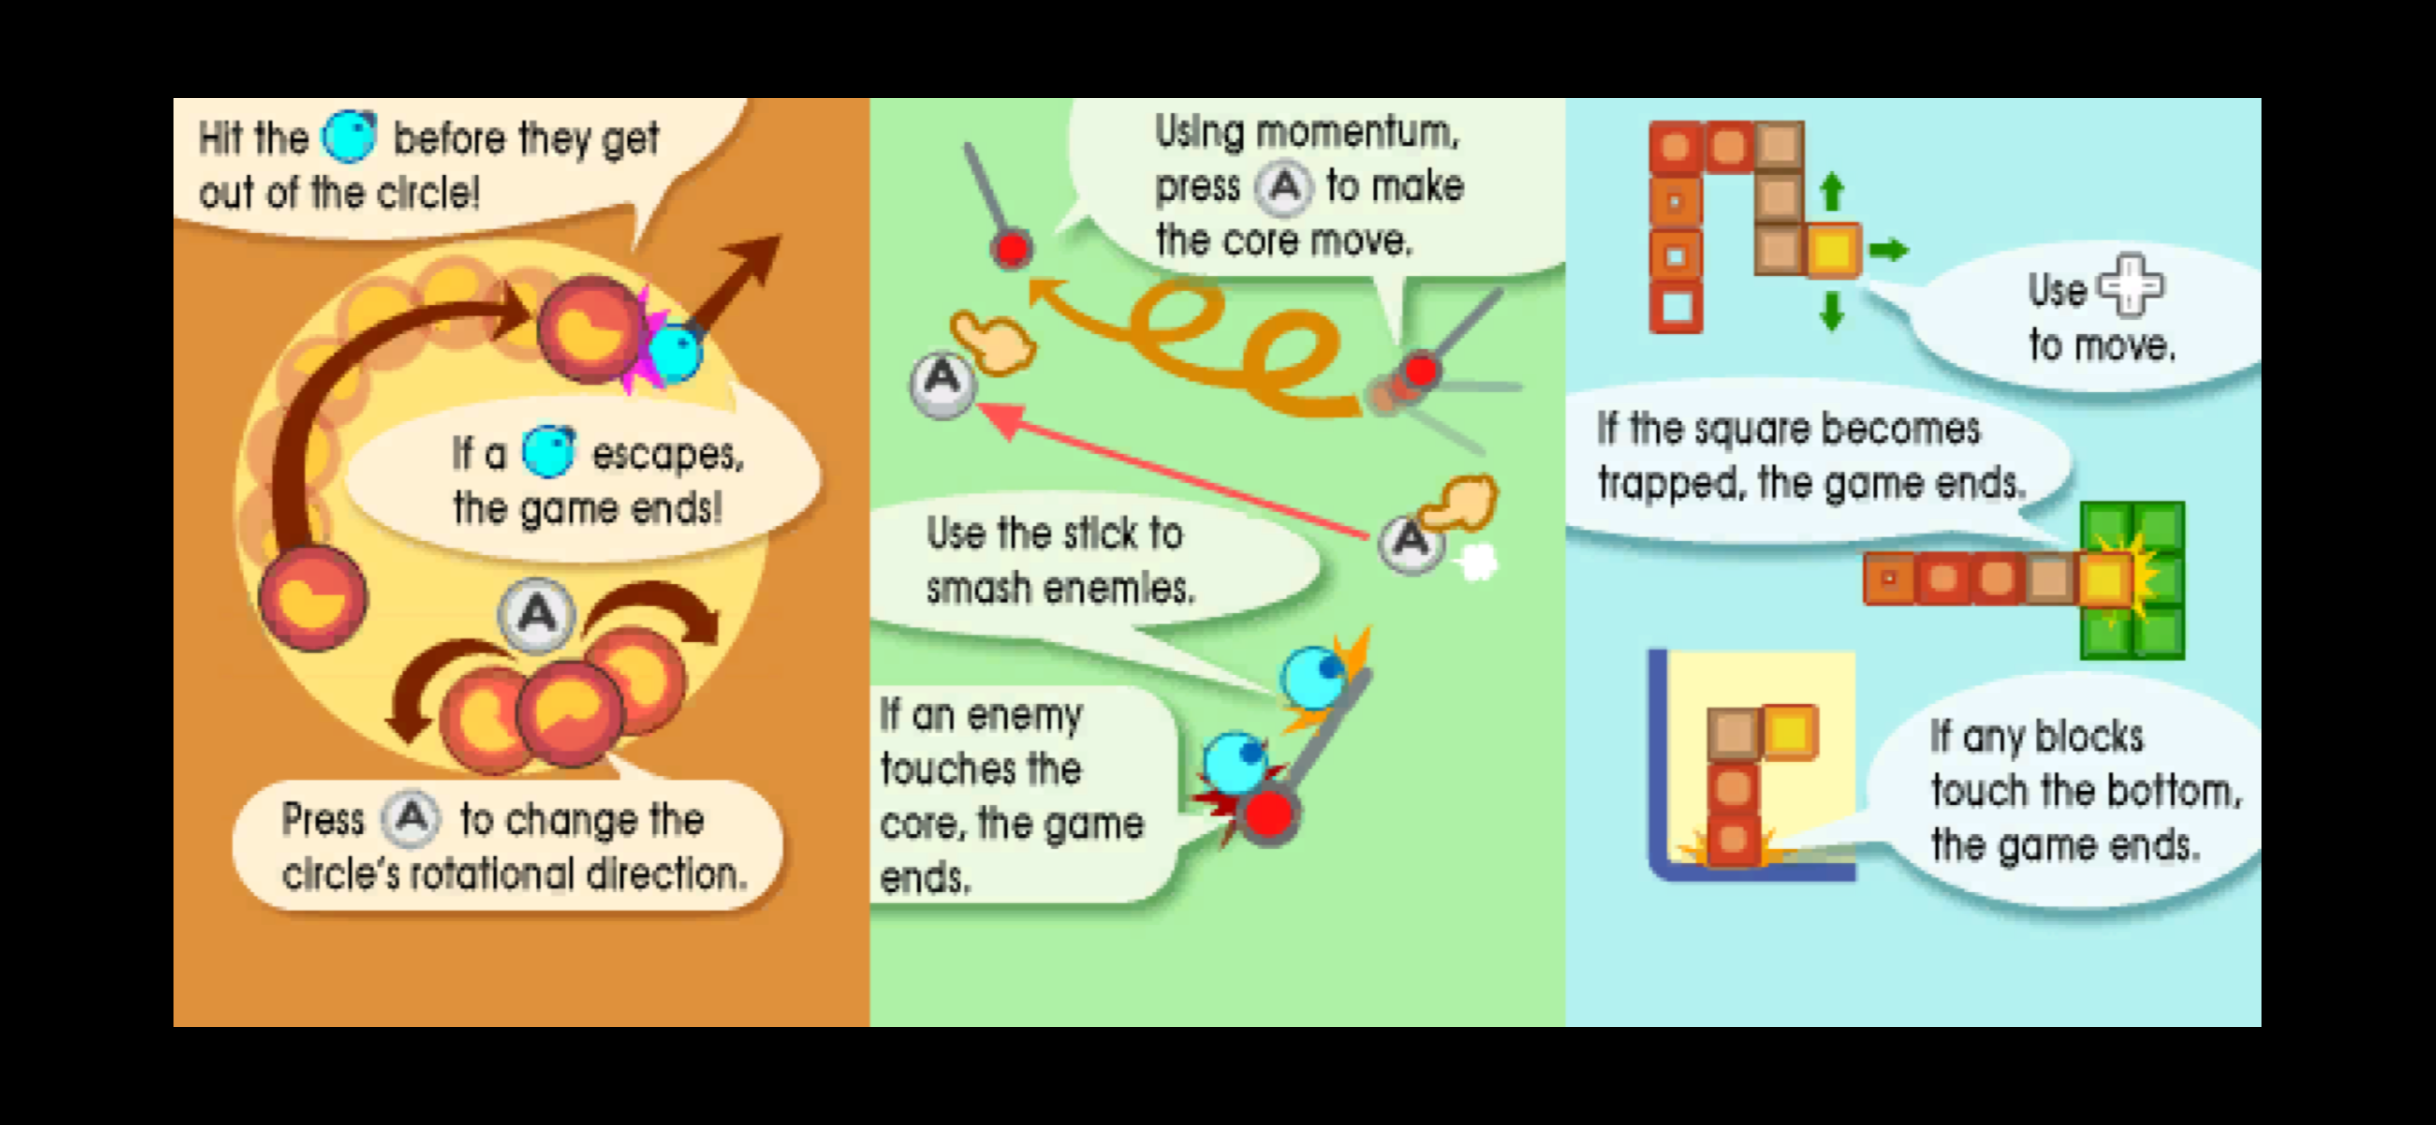 Hit the before they get
out of the circle!
If a escapes,
the game ends!
A
Press A to change the
circle's rotational direction.
Using momentum,
press A to make
the core move.
A
A
Use the stick to
smash enemies.
If an enemy
touches the
core, the game
ends.
Use
to move.
If the square becomes
trapped, the game ends.
If any blocks
touch the bottom,
the game ends.